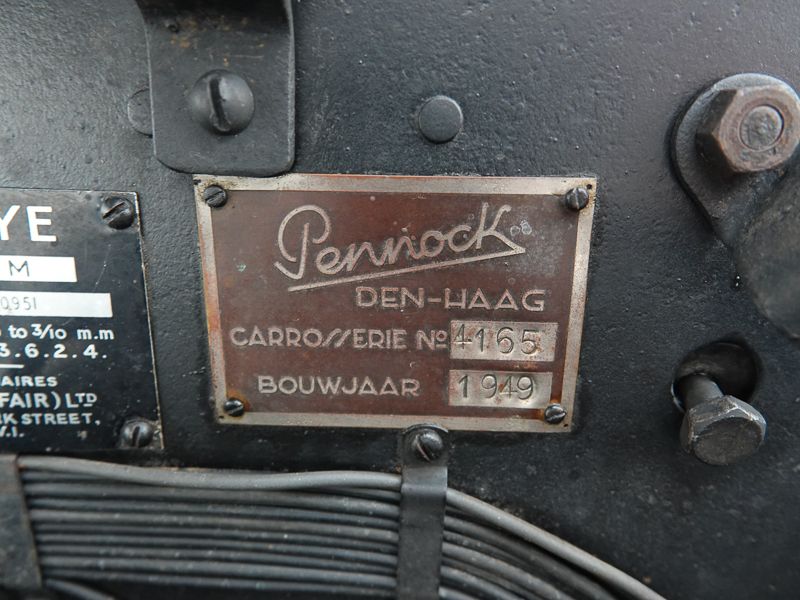 YE
M
0951
to 3/10 m.m
3.6.2.4.
AIRES
FAIR) LTD
K STREET,
Pennock
DEN-HAAG
CARROSSERIE No 4165
BOUWJAAR 1949